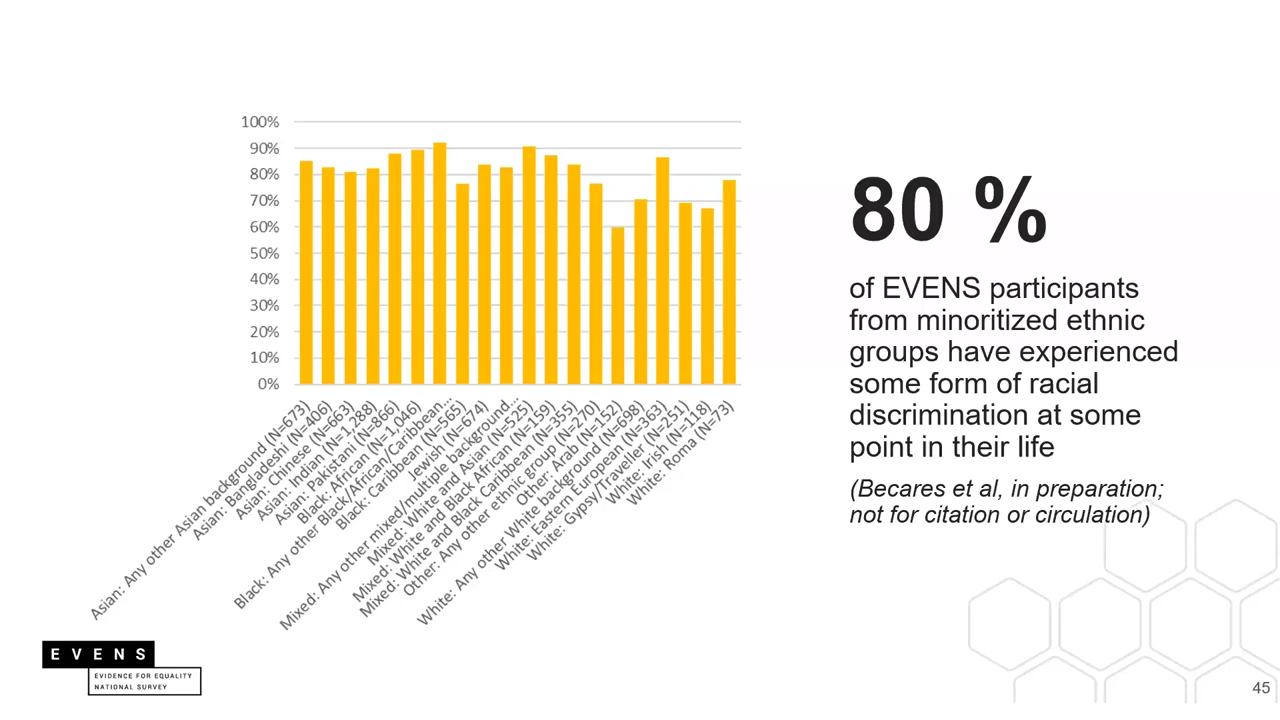 100%
90%
80%
70%
60%
50%
40%
30%
20%
10%
0%
Asian: Any other Asian background (N=673)
Asian: Bangladeshi (N=406)
Asian: Chinese (N=663)
Asian: Indian (N=1,288)
Asian: Pakistani (N=866)
Black: African (N=1,046)
Black: Any other Black/African/Caribbean…
Black: Caribbean (N=565)
Jewish (N=674)
Mixed: Any other mixed/multiple background…
Mixed: White and Asian (N=525)
Mixed: White and Black African (N=159)
Mixed: White and Black Caribbean (N=355)
Other: Any other ethnic group (N=270)
Other: Arab (N=152)
White: Any other White background (N=698)
White: Eastern European (N=363)
White: Gypsy/Traveller (N=251)
White: Irish (N=118)
White: Roma (N=73)
80 %
of EVENS participants
from minoritized ethnic
groups have experienced
some form of racial
discrimination at some
point in their life
(Becares et al, in preparation;
not for citation or circulation)
EVENS
EVIDENCE FOR EQUALITY
NATIONAL SURVEY
45